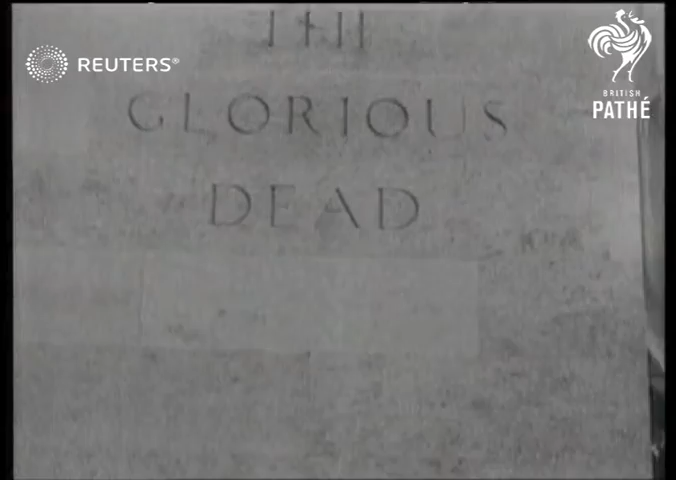 THE
GLORIOUS
DEAD
REUTERS®
BRITISH
PATHÉ